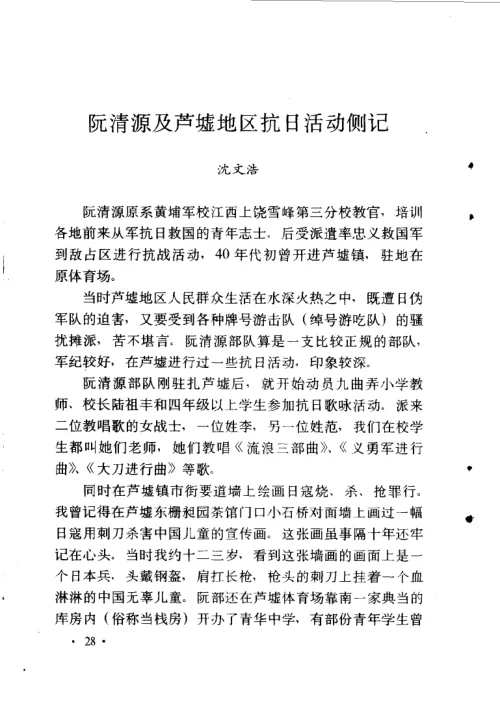 阮清源及芦墟地区抗日活动侧记
沈文浩
阮清源原系黄埔军校江西上饶雪峰第三分校教官，培训
各地前来从军抗日救国的青年志士。后受派遣率忠义救国军
到敌占区进行抗战活动，40 年代初曾开进芦墟镇，驻地在
原体育场。
当时芦墟地区人民群众生活在水深火热之中，既遭日伪
军队的迫害，又要受到各种牌号游击队（绰号游吃队）的骚
扰摊派，苦不堪言。阮清源部队算是一支比较正规的部队，
军纪较好，在芦墟进行过一些抗日活动，印象较深。
阮清源部队刚驻扎芦墟后，就开始动员九曲弄小学教
师、校长陆祖丰和四年级以上学生参加抗日歌咏活动。派来
二位教唱歌的女战士，一位姓李，另一位姓范，我们在校学
生都叫她们老师，她们教唱《流浪三部曲》、《义勇军进行
曲》、《大刀进行曲》等歌。
同时在芦墟镇市街要道墙上绘画日寇烧、杀、抢罪行。
我曾记得在芦墟东栅昶园茶馆门口小石桥对面墙上画过一幅
日寇用刺刀杀害中国儿童的宣传画。这张画虽事隔十年还牢
记在心头。当时我约十二三岁，看到这张墙画的画面上是一
个日本兵，头戴钢盔，肩扛长枪，枪头的刺刀上挂着一个血
淋淋的中国无辜儿童。阮部还在芦墟体育场靠南一家典当的
库房内（俗称当栈房）开办了青华中学，有部份青年学生曾
· 28 ·